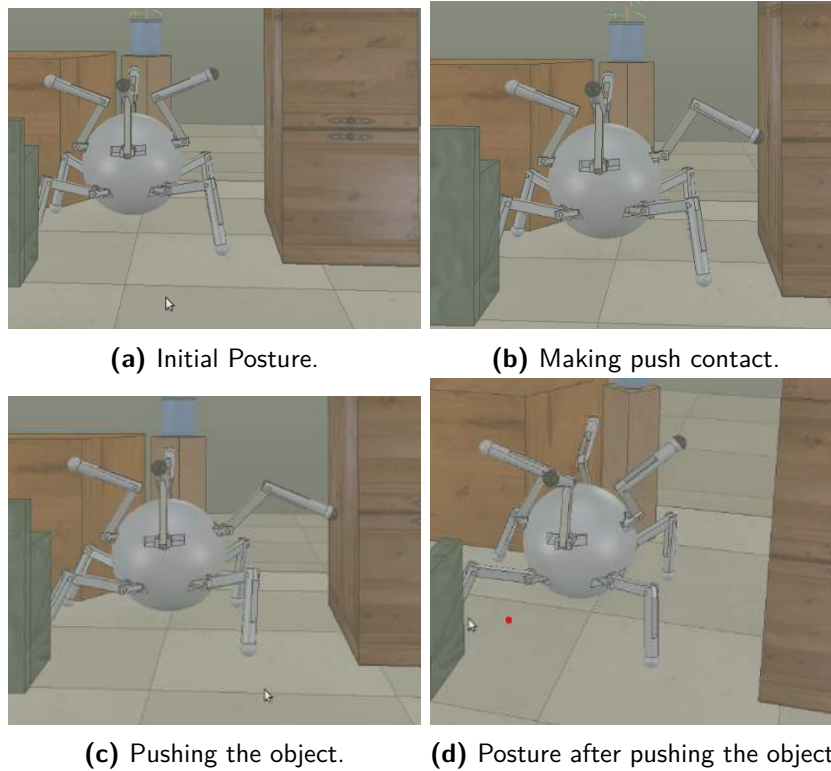 (a) Initial Posture.
(b) Making push contact.
(c) Pushing the object.
(d) Posture after pushing the object